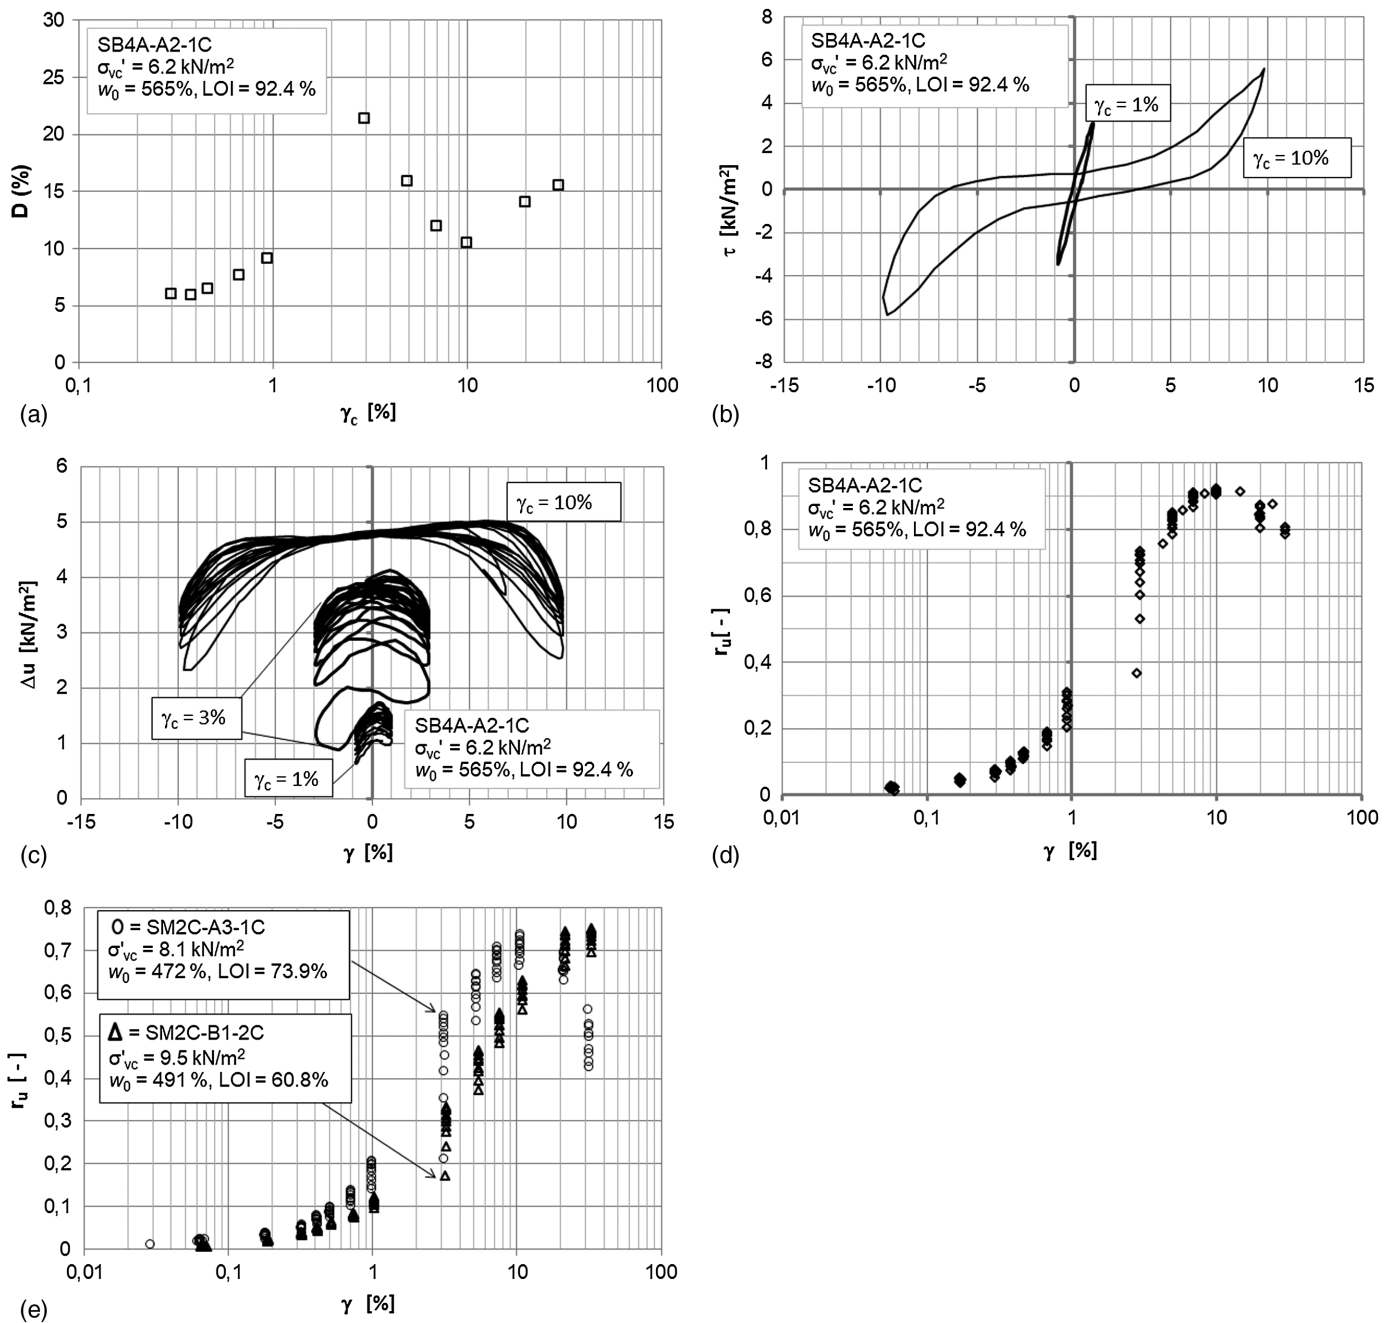 30
25
20
15
10
5
0
D (%)
SB4A-A2-1C
σvc' = 6.2 kN/m2
w0 = 565%, LOI = 92.4 %
0,1
1
10
100
γc [%]
(a)
8
6
4
2
0
-2
-4
-6
-8
τ [kN/m2]
SB4A-A2-1C
σvc' = 6.2 kN/m2
w0 = 565%, LOI = 92.4 %
γc = 1%
γc = 10%
-15
-10
-5
0
5
10
15
(b)
6
5
4
3
2
1
0
Δu [kN/m2]
γc = 10%
γc = 3%
γc = 1%
SB4A-A2-1C
σvc' = 6.2 kN/m2
w0 = 565%, LOI = 92.4 %
-15
-10
-5
0
5
10
15
γ [%]
(c)
1
0,8
0,6
0,4
0,2
0
ru[ - ]
SB4A-A2-1C
σvc' = 6.2 kN/m2
w0 = 565%, LOI = 92.4 %
0,01
0,1
1
10
100
γ [%]
(d)
0,8
0,7
0,6
0,5
0,4
0,3
0,2
0,1
0
ru [ - ]
O = SM2C-A3-1C
σ'vc = 8.1 kN/m2
w0 = 472 %, LOI = 73.9%
Δ = SM2C-B1-2C
σ'vc = 9.5 kN/m2
w0 = 491 %, LOI = 60.8%
0,01
0,1
1
10
100
γ [%]
(e)